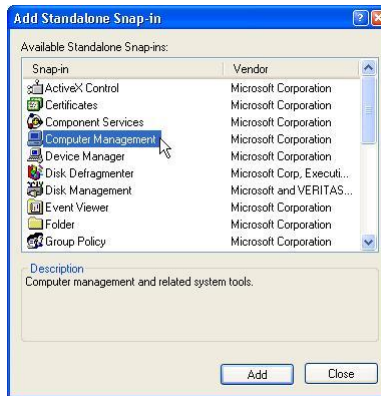 Add Standalone Snap-in
Available Standalone Snap-ins:
Snap-in Vendor
ActiveX Control Microsoft Corporation
Certificates Microsoft Corporation
Component Services Microsoft Corporation
Computer Management Microsoft Corporation
Device Manager Microsoft Corporation
Disk Defragmenter Microsoft Corp, Executi...
Disk Management Microsoft and VERITAS...
Event Viewer Microsoft Corporation
Folder Microsoft Corporation
Group Policy Microsoft Corporation
Description
Computer management and related system tools.
Add Close